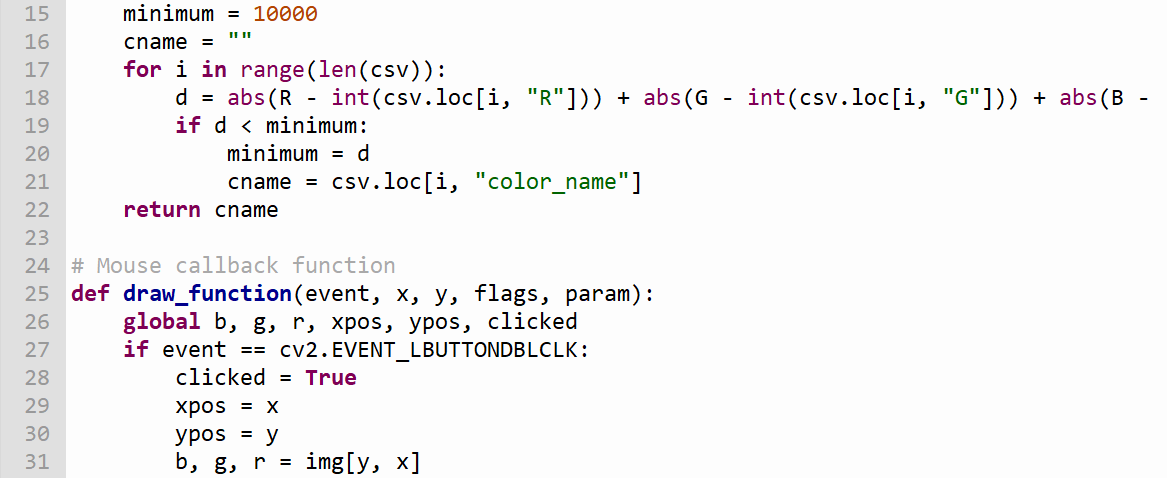 15 minimum = 10000
16 cname = ""
17 for i in range(len(csv)):
18 d = abs(R - int(csv.loc[i, "R"])) + abs(G - int(csv.loc[i, "G"])) + abs(B -
19 if d < minimum:
20 minimum = d
21 cname = csv.loc[i, "color_name"]
22 return cname
23
24 # Mouse callback function
25 def draw_function(event, x, y, flags, param):
26 global b, g, r, xpos, ypos, clicked
27 if event == cv2.EVENT_LBUTTONDBLCLK:
28 clicked = True
29 xpos = x
30 ypos = y
31 b, g, r = img[y, x]